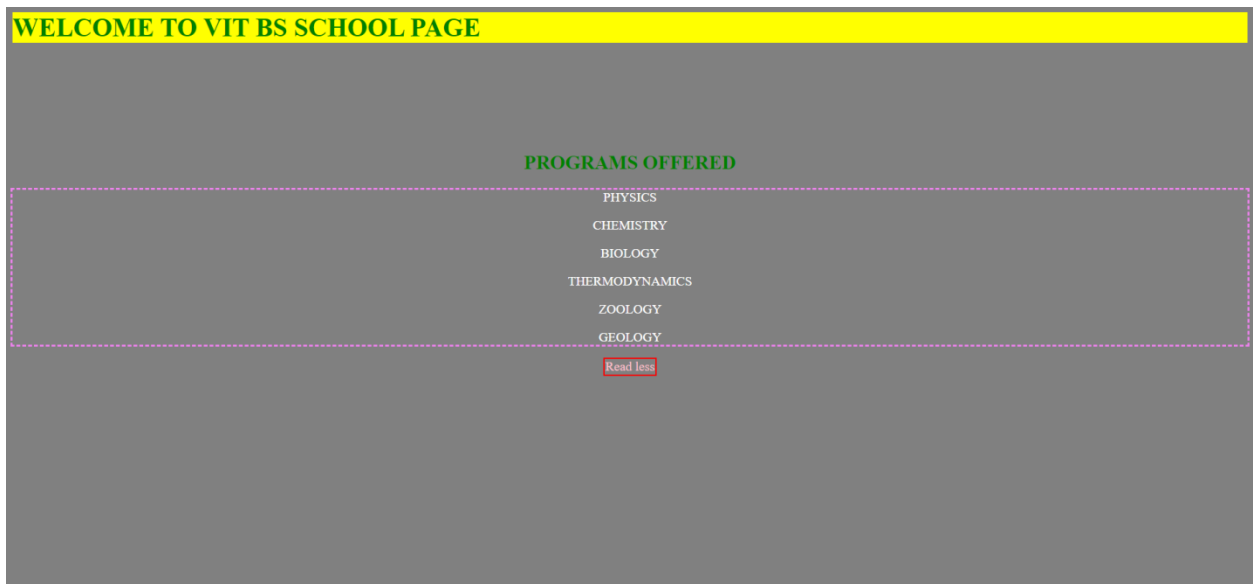 WELCOME TO VIT BS SCHOOL PAGE
PROGRAMS OFFERED
PHYSICS
CHEMISTRY
BIOLOGY
THERMODYNAMICS
ZOOLOGY
GEOLOGY
Read less